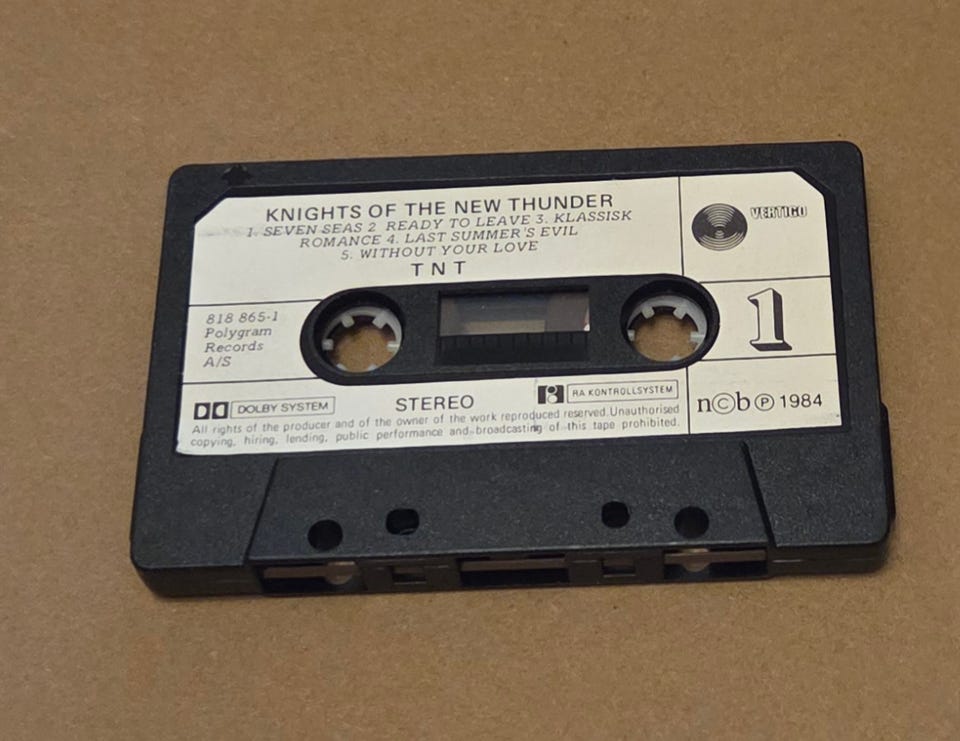 KNIGHTS OF THE NEW THUNDER
1. SEVEN SEAS 2 READY TO LEAVE 3. KLASSISK
ROMANCE 4. LAST SUMMER'S EVIL
5. WITHOUT YOUR LOVE
TNT
VERTIGO
818 865-1
Polygram
Records
A/S
1
DOLBY SYSTEM
STEREO
RA KONTROLLSYSTEM
n©b ℗ 1984
All rights of the producer and of the owner of the work reproduced reserved. Unauthorised
copying, hiring, lending, public performance and broadcasting of this tape prohibited.